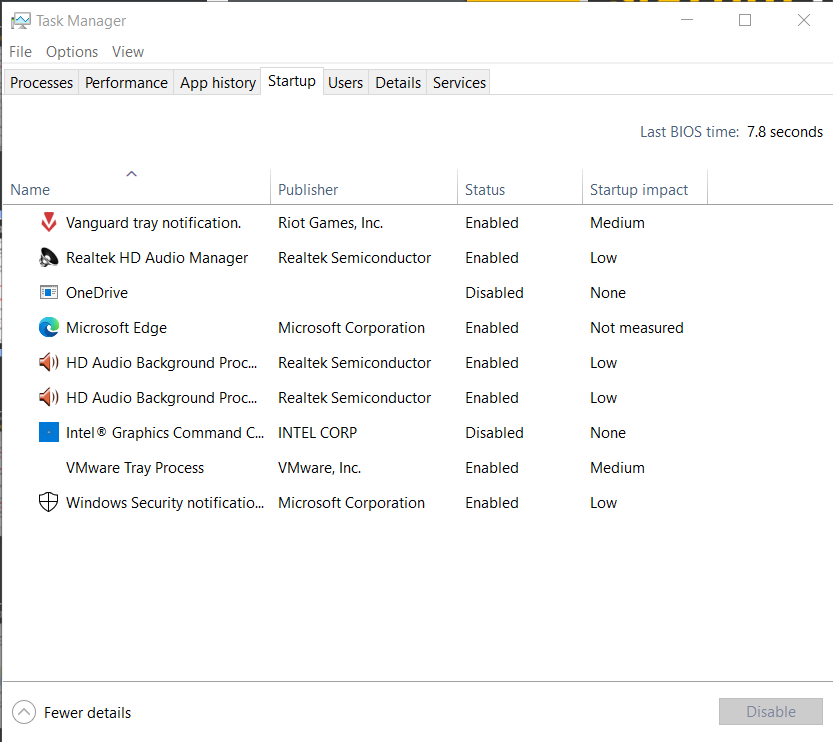 Task Manager
File Options View
Processes Performance App history Startup Users Details Services
Last BIOS time: 7.8 seconds
Name Publisher Status Startup impact
Vanguard tray notification. Riot Games, Inc. Enabled Medium
Realtek HD Audio Manager Realtek Semiconductor Enabled Low
OneDrive Disabled None
Microsoft Edge Microsoft Corporation Enabled Not measured
HD Audio Background Proc... Realtek Semiconductor Enabled Low
HD Audio Background Proc... Realtek Semiconductor Enabled Low
Intel® Graphics Command C... INTEL CORP Disabled None
VMware Tray Process VMware, Inc. Enabled Medium
Windows Security notificatio... Microsoft Corporation Enabled Low
Fewer details Disable